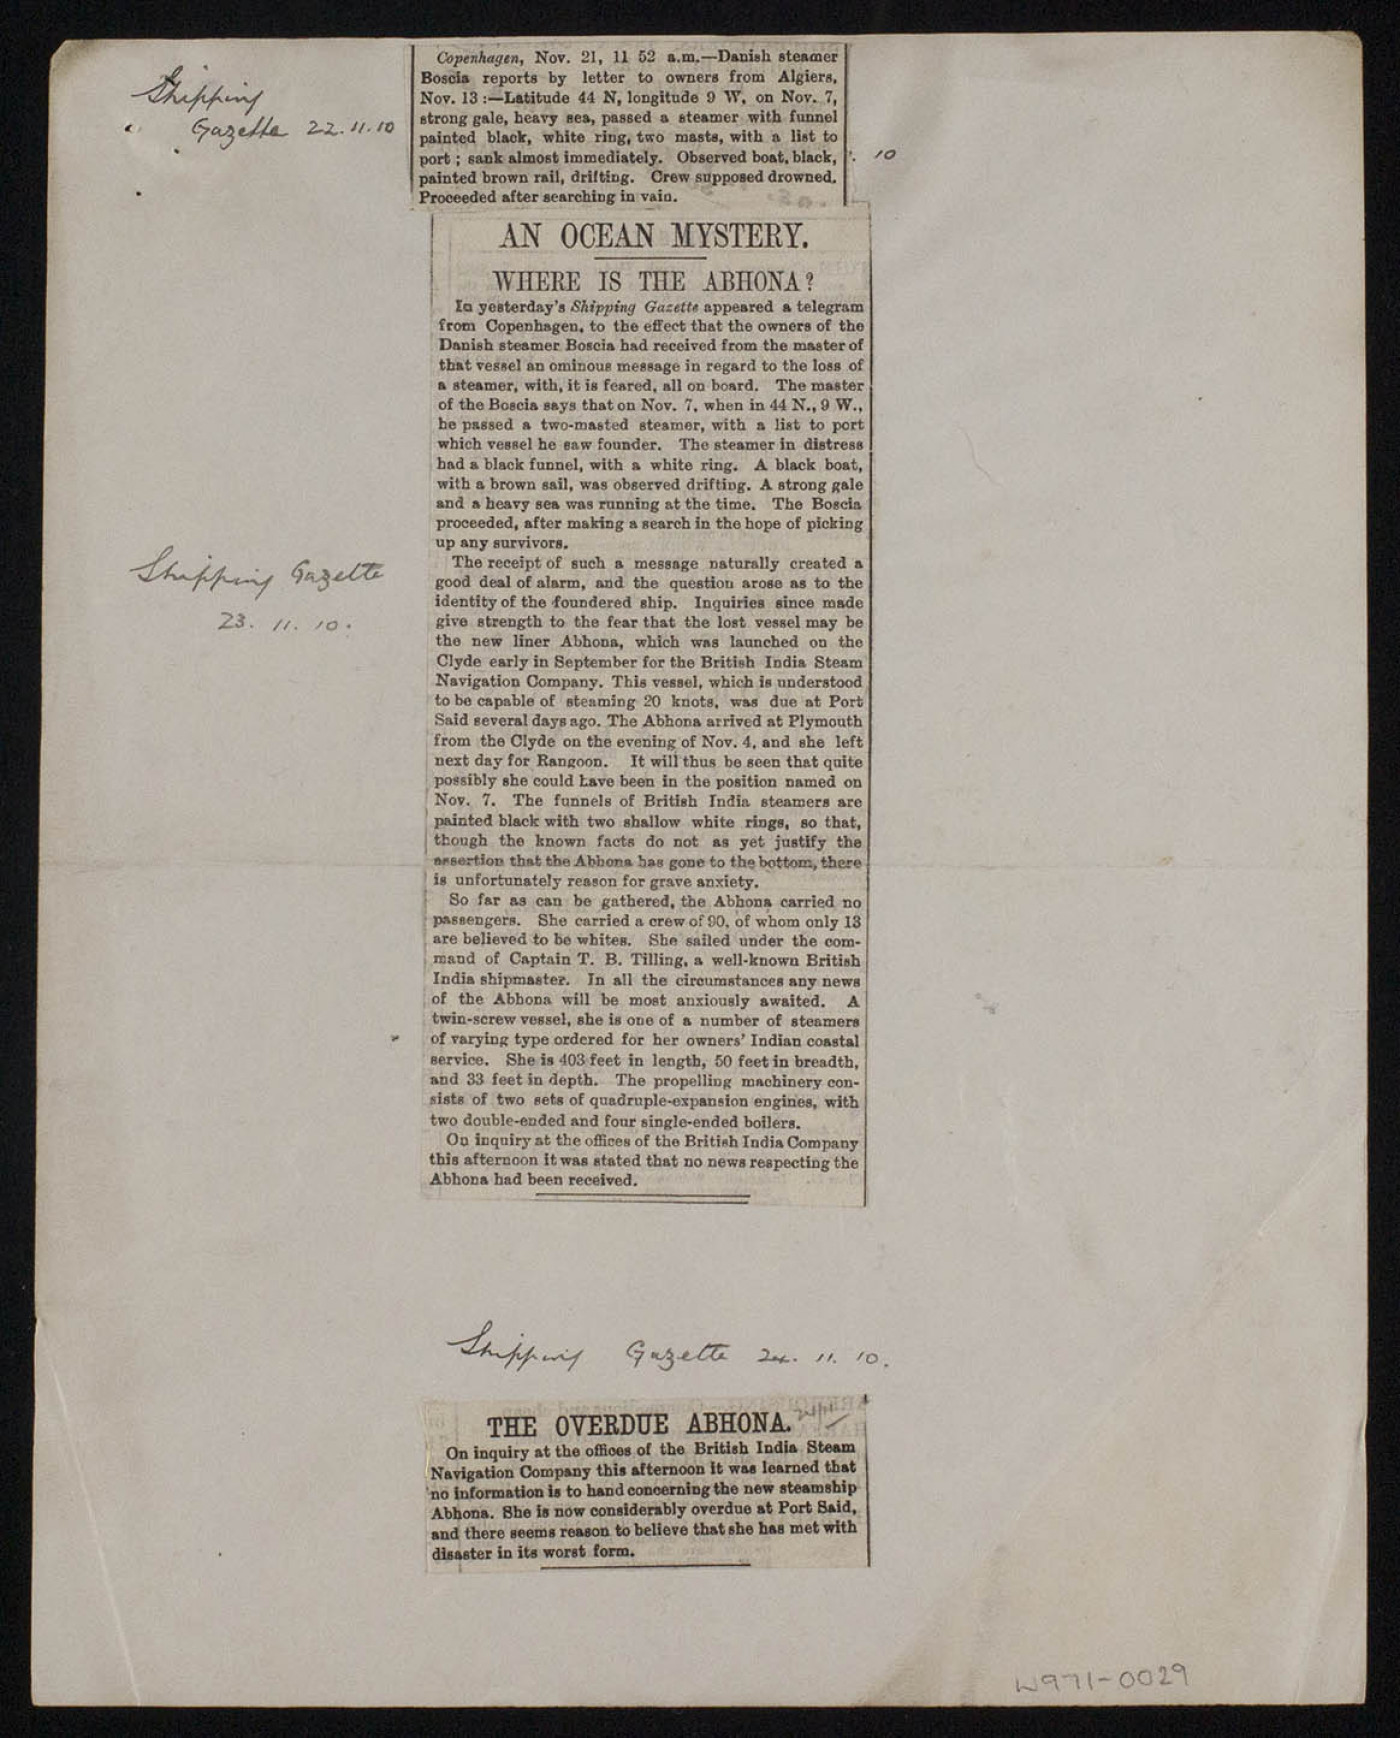 Shipping
Gazette 22.11.10
Copenhagen, Nov. 21, 11 52 a.m.—Danish steamer
Boscia reports by letter to owners from Algiers,
Nov. 13 :—Latitude 44 N, longitude 9 W, on Nov. 7,
strong gale, heavy sea, passed a steamer with funnel
painted black, white ring, two masts, with a list to
port ; sank almost immediately. Observed boat, black,
painted brown rail, drifting. Crew supposed drowned.
Proceeded after searching in vain.
10
AN OCEAN MYSTERY.
WHERE IS THE ABHONA?
In yesterday's Shipping Gazette appeared a telegram
from Copenhagen, to the effect that the owners of the
Danish steamer Boscia had received from the master of
that vessel an ominous message in regard to the loss of
a steamer, with, it is feared, all on board. The master
of the Boscia says that on Nov. 7, when in 44 N., 9 W.,
he passed a two-masted steamer, with a list to port
which vessel he saw founder. The steamer in distress
had a black funnel, with a white ring. A black boat,
with a brown sail, was observed drifting. A strong gale
and a heavy sea was running at the time. The Boscia
proceeded, after making a search in the hope of picking
up any survivors.
The receipt of such a message naturally created a
good deal of alarm, and the question arose as to the
identity of the foundered ship. Inquiries since made
give strength to the fear that the lost vessel may be
the new liner Abhona, which was launched on the
Clyde early in September for the British India Steam
Navigation Company. This vessel, which is understood
to be capable of steaming 20 knots, was due at Port
Said several days ago. The Abhona arrived at Plymouth
from the Clyde on the evening of Nov. 4, and she left
next day for Rangoon. It will thus be seen that quite
possibly she could have been in the position named on
Nov. 7. The funnels of British India steamers are
painted black with two shallow white rings, so that,
though the known facts do not as yet justify the
assertion that the Abhona has gone to the bottom, there
is unfortunately reason for grave anxiety.
So far as can be gathered, the Abhona carried no
passengers. She carried a crew of 90, of whom only 13
are believed to be whites. She sailed under the com-
mand of Captain T. B. Tilling, a well-known British
India shipmaster. In all the circumstances any news
of the Abhona will be most anxiously awaited. A
twin-screw vessel, she is one of a number of steamers
of varying type ordered for her owners' Indian coastal
service. She is 403 feet in length, 50 feet in breadth,
and 33 feet in depth. The propelling machinery con-
sists of two sets of quadruple-expansion engines, with
two double-ended and four single-ended boilers.
On inquiry at the offices of the British India Company
this afternoon it was stated that no news respecting the
Abhona had been received.
Shipping Gazette
23. 11. 10.
Shipping Gazette 24. 11. 10.
THE OVERDUE ABHONA.
On inquiry at the offices of the British India Steam
Navigation Company this afternoon it was learned that
no information is to hand concerning the new steamship
Abhona. She is now considerably overdue at Port Said,
and there seems reason to believe that she has met with
disaster in its worst form.
W971-0029